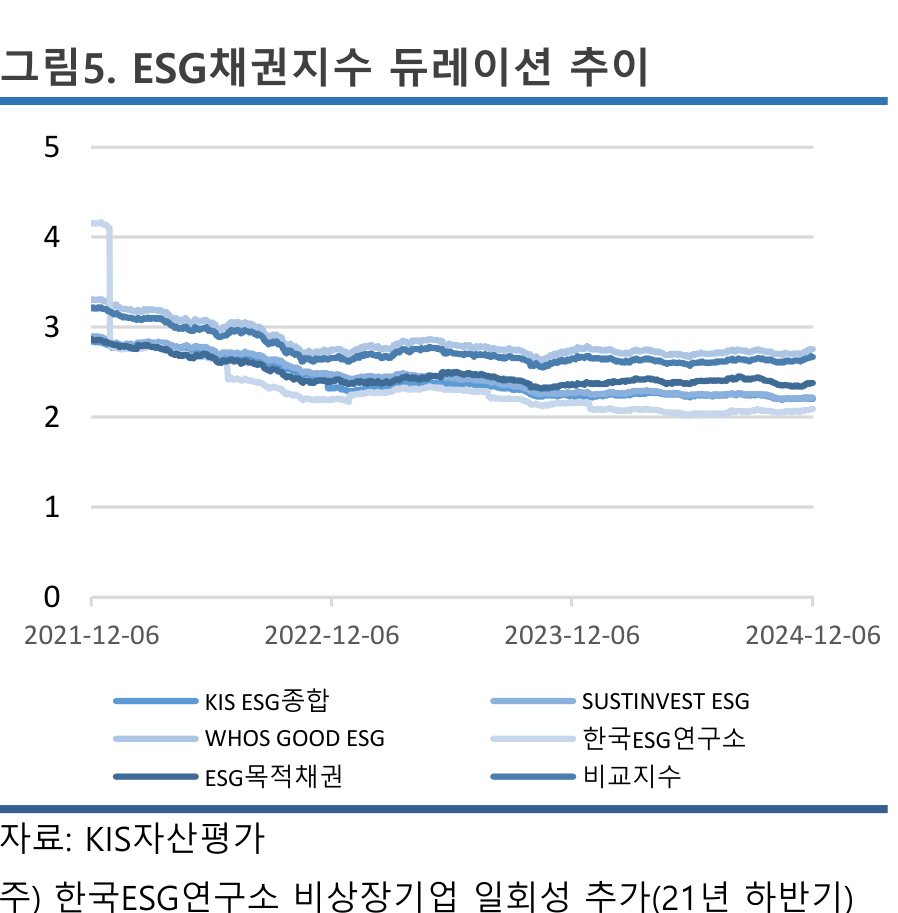 그림5. ESG채권지수 듀레이션 추이
5
4
3
2
1
0
2021-12-06 2022-12-06 2023-12-06 2024-12-06
KIS ESG종합 SUSTINVEST ESG
WHOS GOOD ESG 한국ESG연구소
ESG목적채권 비교지수
자료: KIS자산평가
주) 한국ESG연구소 비상장기업 일회성 추가(21년 하반기)